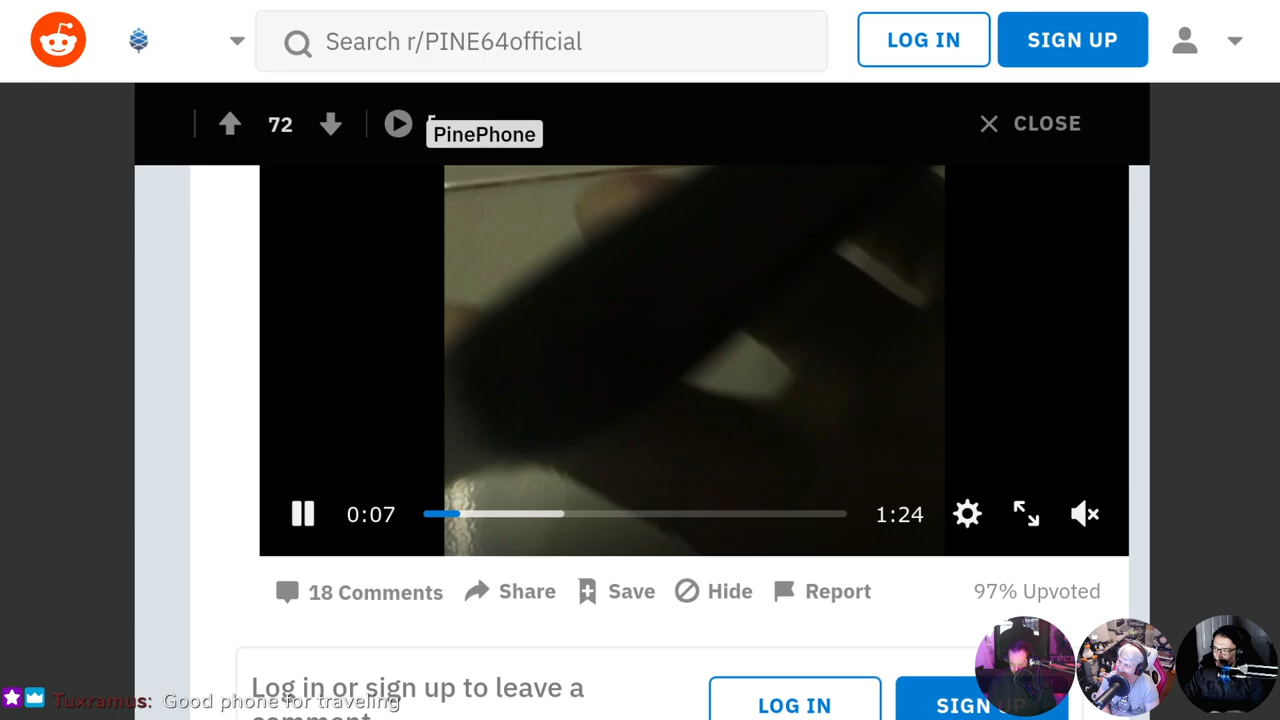 Search r/PINE64official
LOG IN
SIGN UP
72
PinePhone
CLOSE
0:07
1:24
18 Comments
Share
Save
Hide
Report
97% Upvoted
Log in or sign up to leave a
LOG IN
Tuxramus: Good phone for traveling